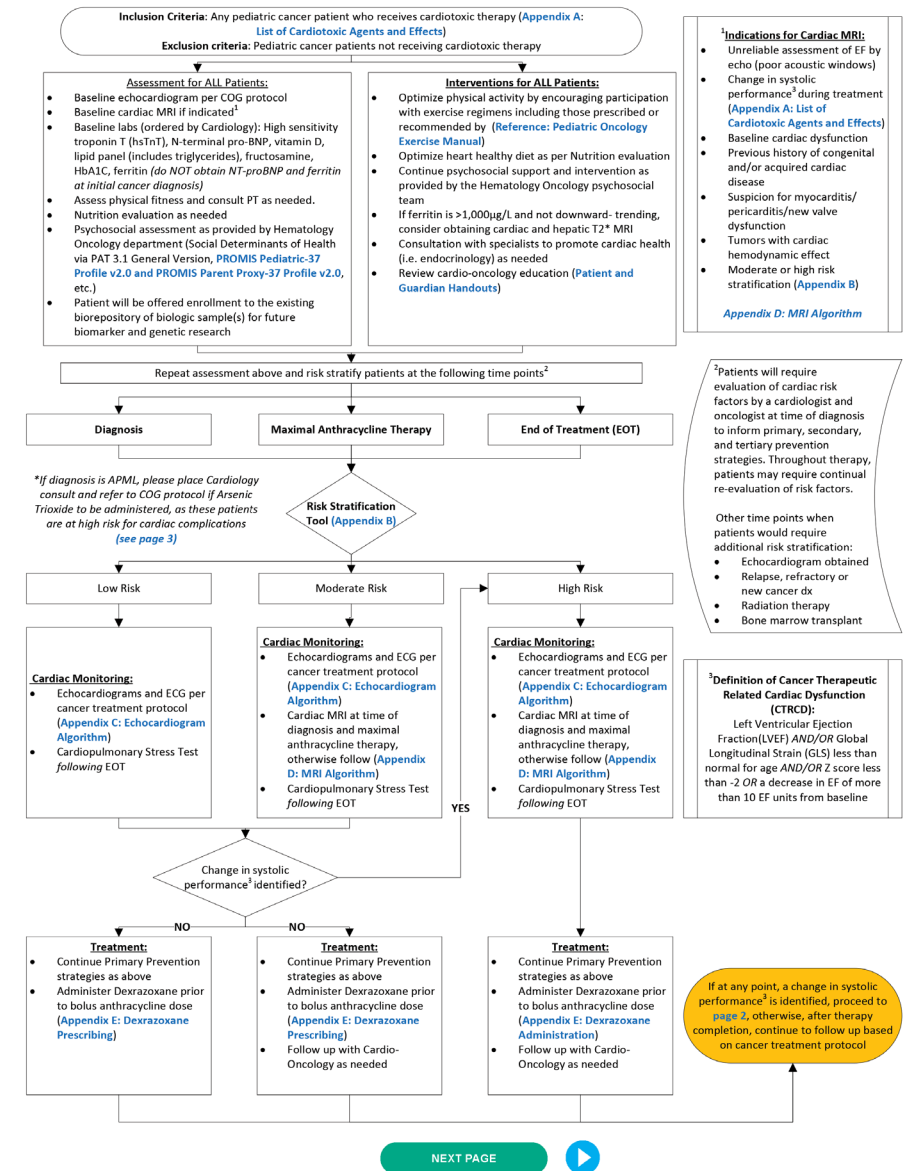 Inclusion Criteria: Any pediatric cancer patient who receives cardiotoxic therapy (Appendix A:
List of Cardiotoxic Agents and Effects)
Exclusion criteria: Pediatric cancer patients not receiving cardiotoxic therapy
Assessment for ALL Patients:
• Baseline echocardiogram per COG protocol
• Baseline cardiac MRI if indicated1
• Baseline labs (ordered by Cardiology): High sensitivity
troponin T (hsTnT), N-terminal pro-BNP, vitamin D,
lipid panel (includes triglycerides), fructosamine,
HbA1C, ferritin (do NOT obtain NT-proBNP and ferritin
at initial cancer diagnosis)
• Assess physical fitness and consult PT as needed.
• Nutrition evaluation as needed
• Psychosocial assessment as provided by Hematology
Oncology department (Social Determinants of Health
via PAT 3.1 General Version, PROMIS Pediatric-37
Profile v2.0 and PROMIS Parent Proxy-37 Profile v2.0,
etc.)
• Patient will be offered enrollment to the existing
biorepository of biologic sample(s) for future
biomarker and genetic research
Interventions for ALL Patients:
• Optimize physical activity by encouraging participation
with exercise regimens including those prescribed or
recommended by (Reference: Pediatric Oncology
Exercise Manual)
• Optimize heart healthy diet as per Nutrition evaluation
• Continue psychosocial support and intervention as
provided by the Hematology Oncology psychosocial
team
• If ferritin is >1,000µg/L and not downward- trending,
consider obtaining cardiac and hepatic T2* MRI
• Consultation with specialists to promote cardiac health
(i.e. endocrinology) as needed
• Review cardio-oncology education (Patient and
Guardian Handouts)
1Indications for Cardiac MRI:
• Unreliable assessment of EF by
echo (poor acoustic windows)
• Change in systolic
performance3 during treatment
(Appendix A: List of
Cardiotoxic Agents and Effects)
• Baseline cardiac dysfunction
• Previous history of congenital
and/or acquired cardiac
disease
• Suspicion for myocarditis/
pericarditis/new valve
dysfunction
• Tumors with cardiac
hemodynamic effect
• Moderate or high risk
stratification (Appendix B)
Appendix D: MRI Algorithm
Repeat assessment above and risk stratify patients at the following time points2
Diagnosis
Maximal Anthracycline Therapy
End of Treatment (EOT)
2Patients will require
evaluation of cardiac risk
factors by a cardiologist and
oncologist at time of diagnosis
to inform primary, secondary,
and tertiary prevention
strategies. Throughout therapy,
patients may require continual
re-evaluation of risk factors.
Other time points when
patients would require
additional risk stratification:
• Echocardiogram obtained
• Relapse, refractory or
new cancer dx
• Radiation therapy
• Bone marrow transplant
*If diagnosis is APML, please place Cardiology
consult and refer to COG protocol if Arsenic
Trioxide to be administered, as these patients
are at high risk for cardiac complications
(see page 3)
Risk Stratification
Tool (Appendix B)
Low Risk
Moderate Risk
High Risk
Cardiac Monitoring:
• Echocardiograms and ECG per
cancer treatment protocol
(Appendix C: Echocardiogram
Algorithm)
• Cardiopulmonary Stress Test
following EOT
Cardiac Monitoring:
• Echocardiograms and ECG per
cancer treatment protocol
(Appendix C: Echocardiogram
Algorithm)
• Cardiac MRI at time of
diagnosis and maximal
anthracycline therapy,
otherwise follow (Appendix
D: MRI Algorithm)
• Cardiopulmonary Stress Test
following EOT
Cardiac Monitoring:
• Echocardiograms and ECG per
cancer treatment protocol
(Appendix C: Echocardiogram
Algorithm)
• Cardiac MRI at time of
diagnosis and maximal
anthracycline therapy,
otherwise follow (Appendix
D: MRI Algorithm)
• Cardiopulmonary Stress Test
following EOT
3Definition of Cancer Therapeutic
Related Cardiac Dysfunction
(CTRCD):
Left Ventricular Ejection
Fraction(LVEF) AND/OR Global
Longitudinal Strain (GLS) less than
normal for age AND/OR Z score less
than -2 OR a decrease in EF of more
than 10 EF units from baseline
YES
Change in systolic
performance3 identified?
NO
NO
Treatment:
• Continue Primary Prevention
strategies as above
• Administer Dexrazoxane prior
to bolus anthracycline dose
(Appendix E: Dexrazoxane
Prescribing)
Treatment:
• Continue Primary Prevention
strategies as above
• Administer Dexrazoxane prior
to bolus anthracycline dose
(Appendix E: Dexrazoxane
Prescribing)
• Follow up with Cardio-
Oncology as needed
Treatment:
• Continue Primary Prevention
strategies as above
• Administer Dexrazoxane prior
to bolus anthracycline dose
(Appendix E: Dexrazoxane
Administration)
• Follow up with Cardio-
Oncology as needed
If at any point, a change in systolic
performance3 is identified, proceed to
page 2, otherwise, after therapy
completion, continue to follow up based
on cancer treatment protocol
NEXT PAGE